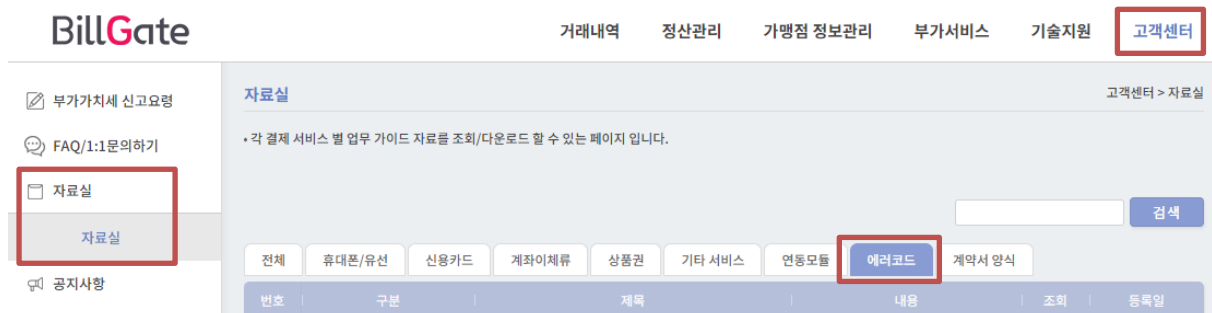 BillGate
거래내역 정산관리 가맹점 정보관리 부가서비스 기술지원 고객센터
부가가치세 신고요령
FAQ/1:1문의하기
자료실
자료실
공지사항
자료실
고객센터 > 자료실
• 각 결제 서비스 별 업무 가이드 자료를 조회/다운로드 할 수 있는 페이지 입니다.
검색
전체 휴대폰/유선 신용카드 계좌이체류 상품권 기타 서비스 연동모듈 에러코드 계약서 양식
번호 구분 제목 내용 조회 등록일